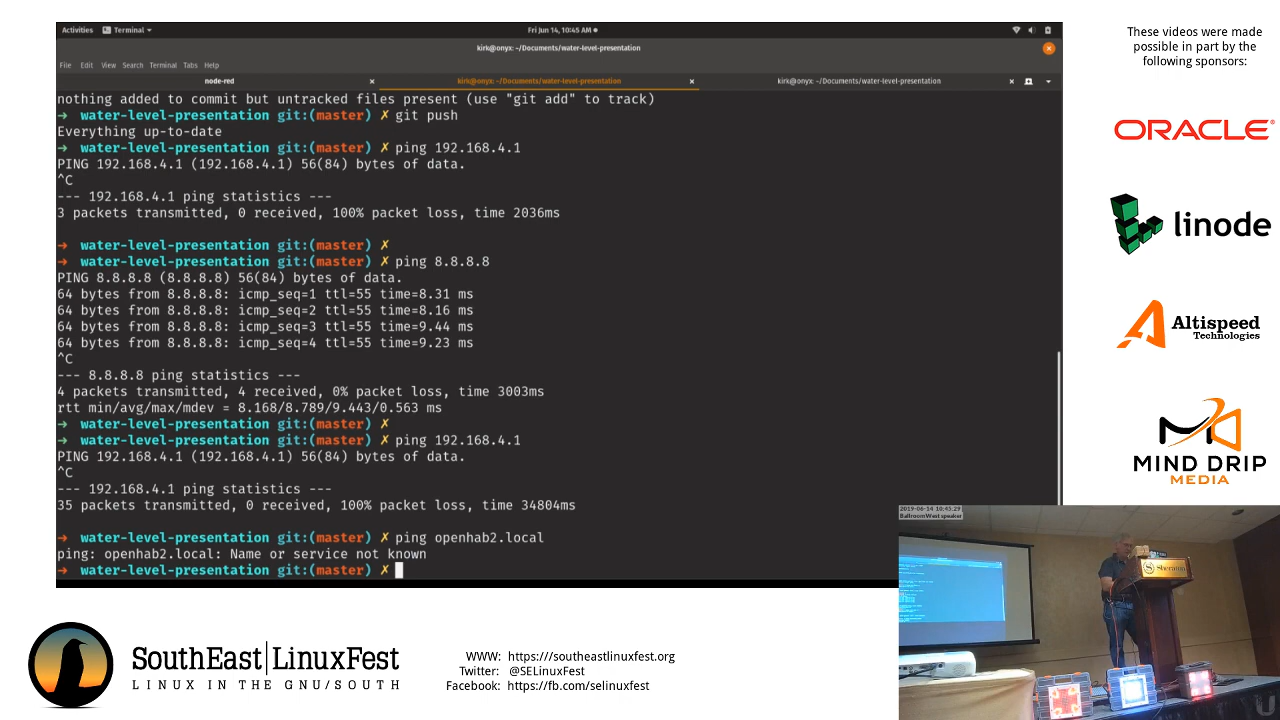 Activities Terminal Fri Jun 14, 10:45 AM
kirk@onyx: ~/Documents/water-level-presentation
File Edit View Search Terminal Tabs Help
node-red × kirk@onyx: ~/Documents/water-level-presentation × kirk@onyx: ~/Documents/water-level-presentation ×
nothing added to commit but untracked files present (use "git add" to track)
→ water-level-presentation git:(master) ✗ git push
Everything up-to-date
→ water-level-presentation git:(master) ✗ ping 192.168.4.1
PING 192.168.4.1 (192.168.4.1) 56(84) bytes of data.
^C
--- 192.168.4.1 ping statistics ---
3 packets transmitted, 0 received, 100% packet loss, time 2036ms
→ water-level-presentation git:(master) ✗
→ water-level-presentation git:(master) ✗ ping 8.8.8.8
PING 8.8.8.8 (8.8.8.8) 56(84) bytes of data.
64 bytes from 8.8.8.8: icmp_seq=1 ttl=55 time=8.31 ms
64 bytes from 8.8.8.8: icmp_seq=2 ttl=55 time=8.16 ms
64 bytes from 8.8.8.8: icmp_seq=3 ttl=55 time=9.44 ms
64 bytes from 8.8.8.8: icmp_seq=4 ttl=55 time=9.23 ms
^C
--- 8.8.8.8 ping statistics ---
4 packets transmitted, 4 received, 0% packet loss, time 3003ms
rtt min/avg/max/mdev = 8.168/8.789/9.443/0.563 ms
→ water-level-presentation git:(master) ✗
→ water-level-presentation git:(master) ✗ ping 192.168.4.1
PING 192.168.4.1 (192.168.4.1) 56(84) bytes of data.
^C
--- 192.168.4.1 ping statistics ---
35 packets transmitted, 0 received, 100% packet loss, time 34804ms
→ water-level-presentation git:(master) ✗ ping openhab2.local
ping: openhab2.local: Name or service not known
→ water-level-presentation git:(master) ✗
These videos were made
possible in part by the
following sponsors:
ORACLE
linode
Altispeed
Technologies
MIND DRIP
MEDIA
2019-06-14 10:45:29
BallroomWest speaker
Sheraton
SouthEast LinuxFest
LINUX IN THE GNU/SOUTH
WWW: https:///southeastlinuxfest.org
Twitter: @SELinuxFest
Facebook: https://fb.com/selinuxfest